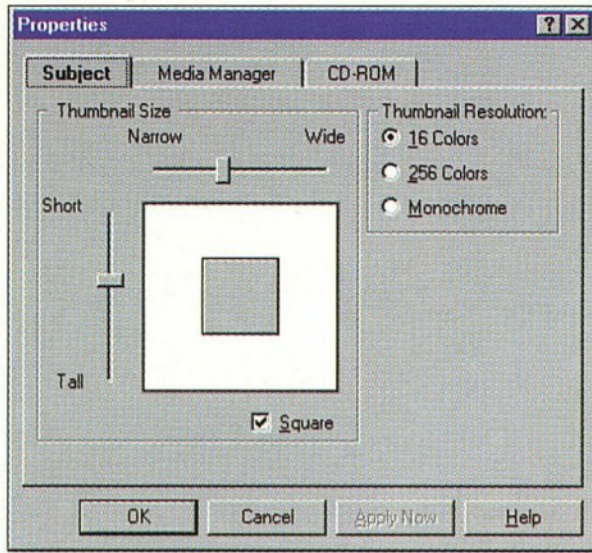 Properties
Subject
Media Manager
CD-ROM
Thumbnail Size
Narrow
Wide
Short
Tall
Square
Thumbnail Resolution:
16 Colors
256 Colors
Monochrome
OK
Cancel
Apply Now
Help